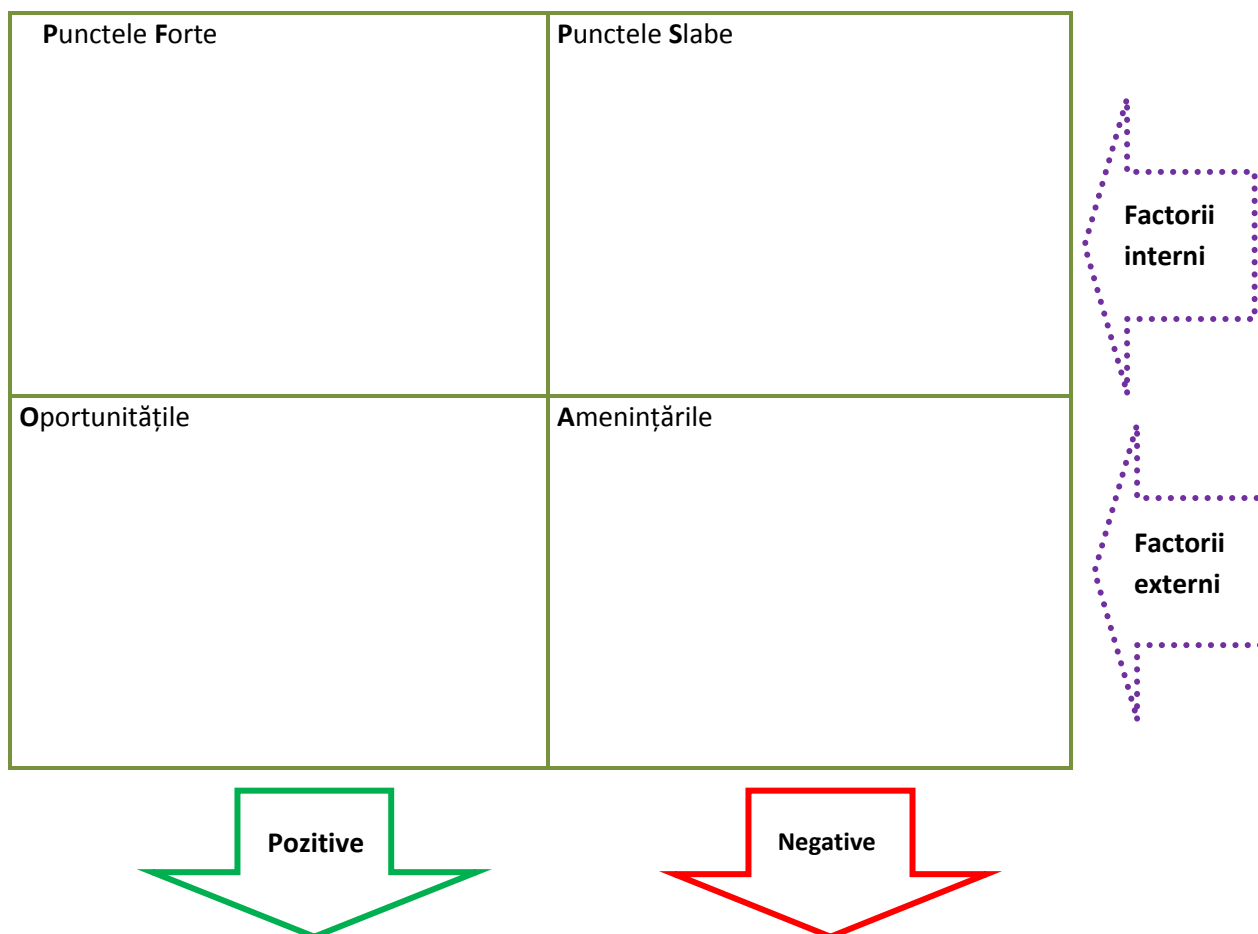 Punctele Forte
Punctele Slabe
Factorii
interni
Oportunitățile
Amenințările
Factorii
externi
Pozitive
Negative